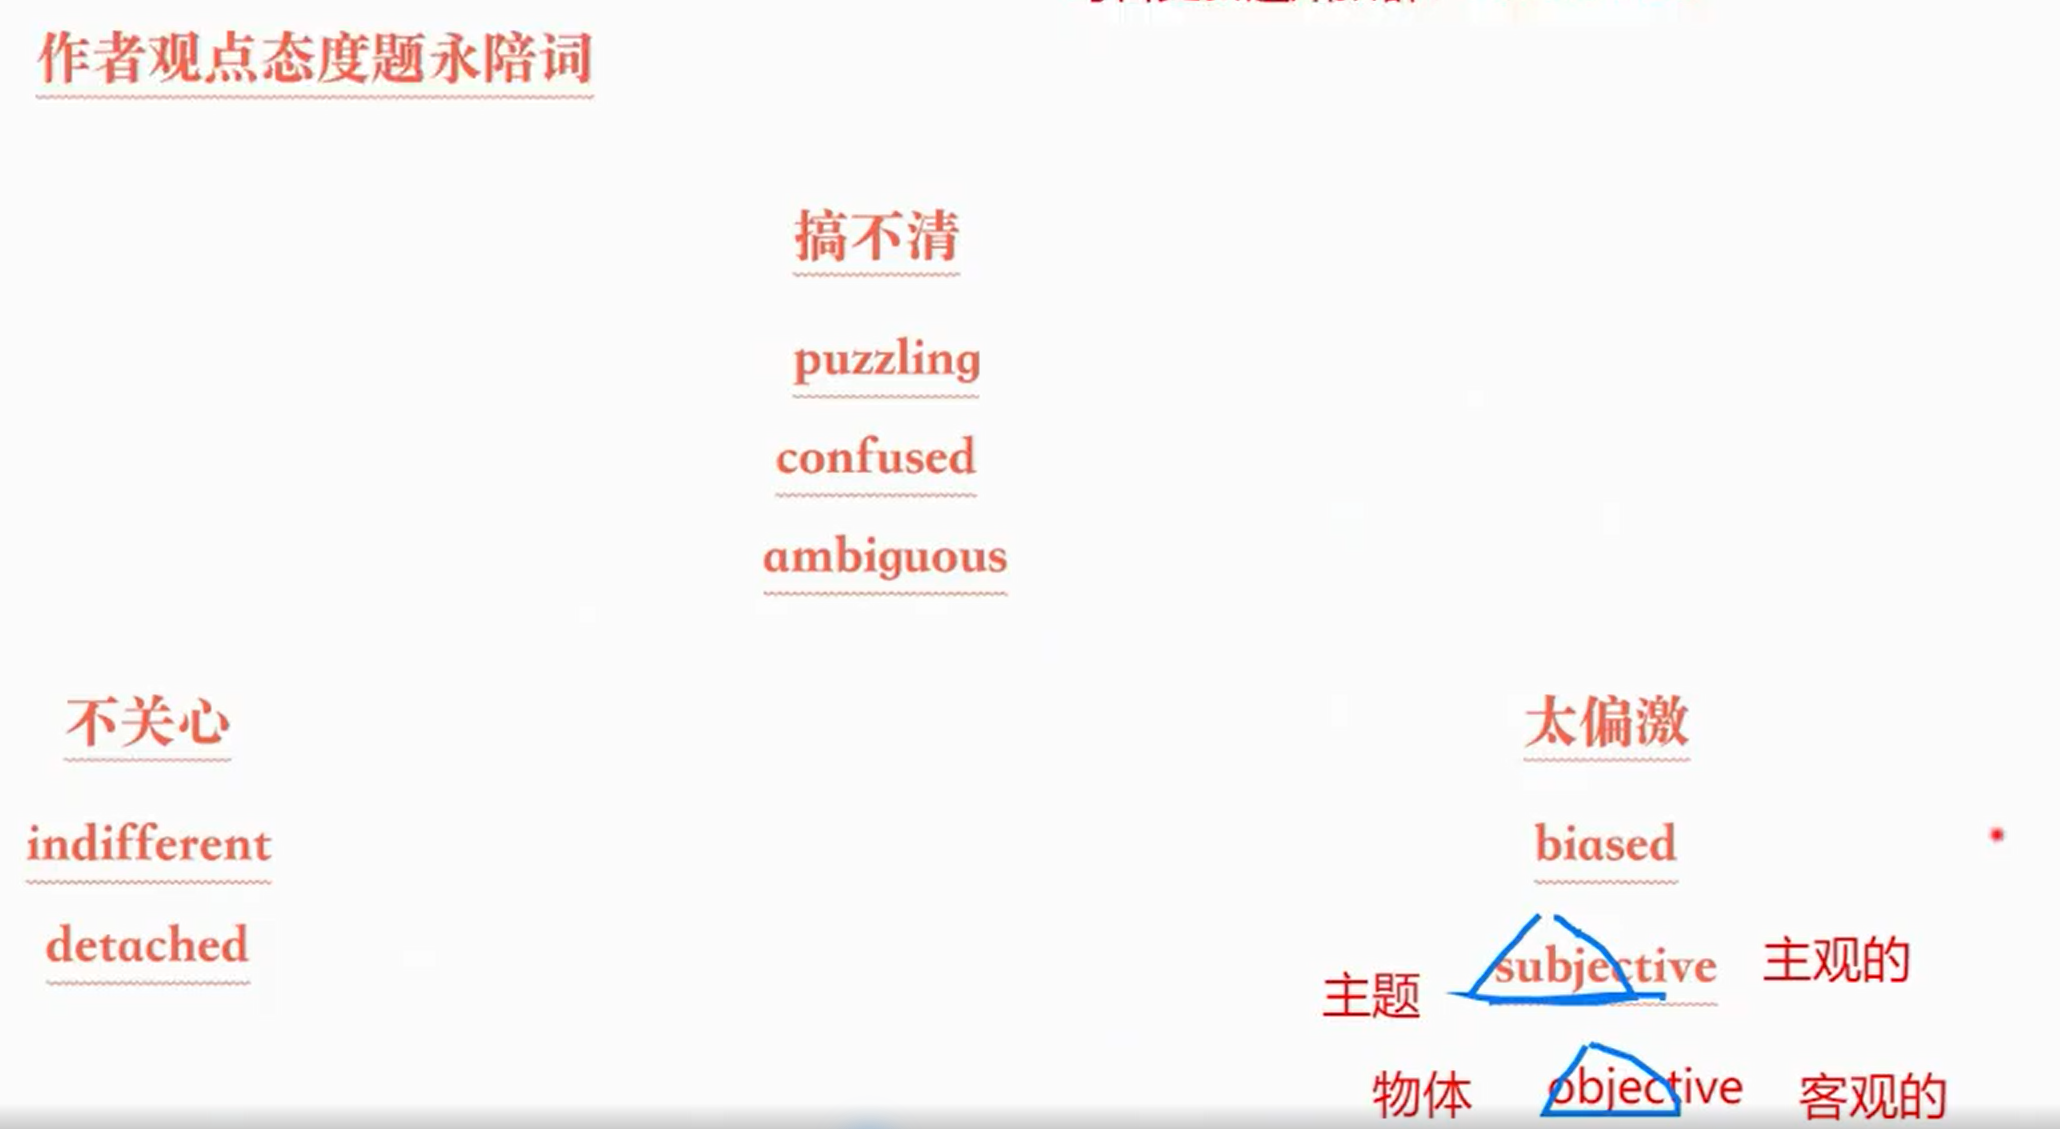 作者观点态度题永陪词
搞不清
puzzling
confused
ambiguous
不关心
indifferent
detached
太偏激
biased
主题 subjective 主观的
物体 objective 客观的